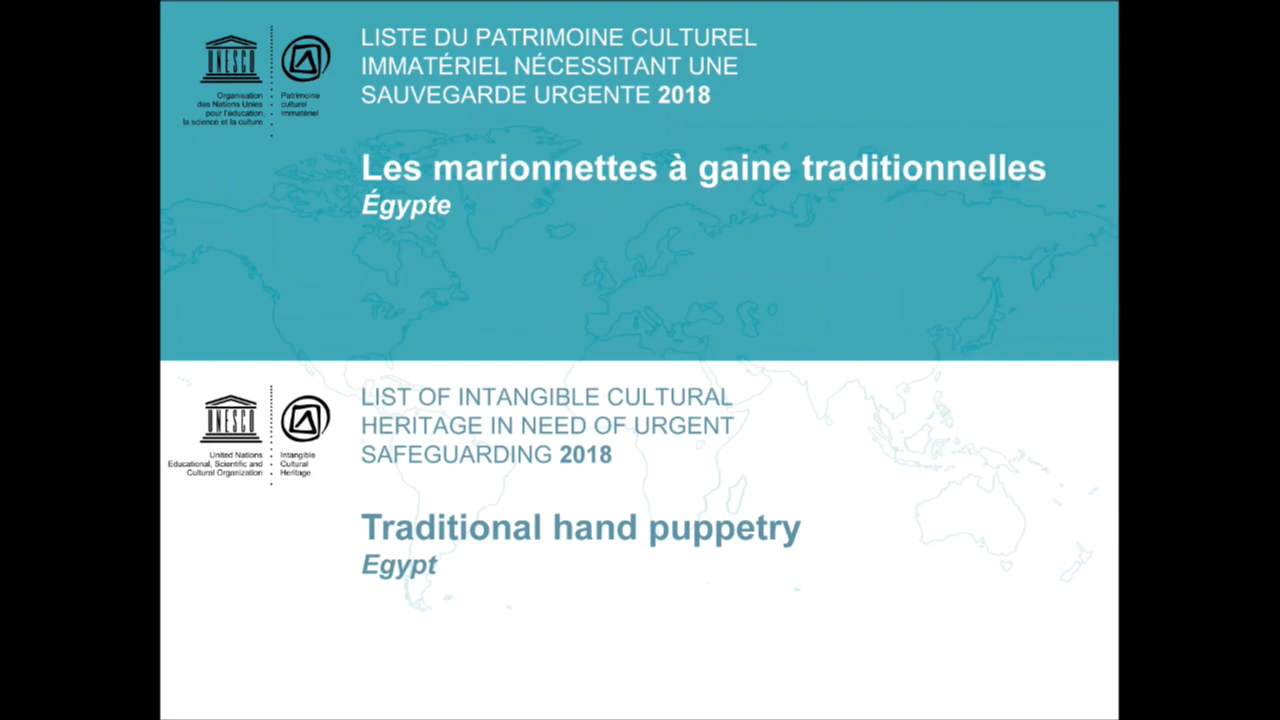 UNESCO
Organisation
des Nations Unies
pour l'éducation,
la science et la culture
Patrimoine
culturel
immatériel
LISTE DU PATRIMOINE CULTUREL
IMMATÉRIEL NÉCESSITANT UNE
SAUVEGARDE URGENTE 2018
Les marionnettes à gaine traditionnelles
Égypte
UNESCO
United Nations
Educational, Scientific and
Cultural Organization
Intangible
Cultural
Heritage
LIST OF INTANGIBLE CULTURAL
HERITAGE IN NEED OF URGENT
SAFEGUARDING 2018
Traditional hand puppetry
Egypt